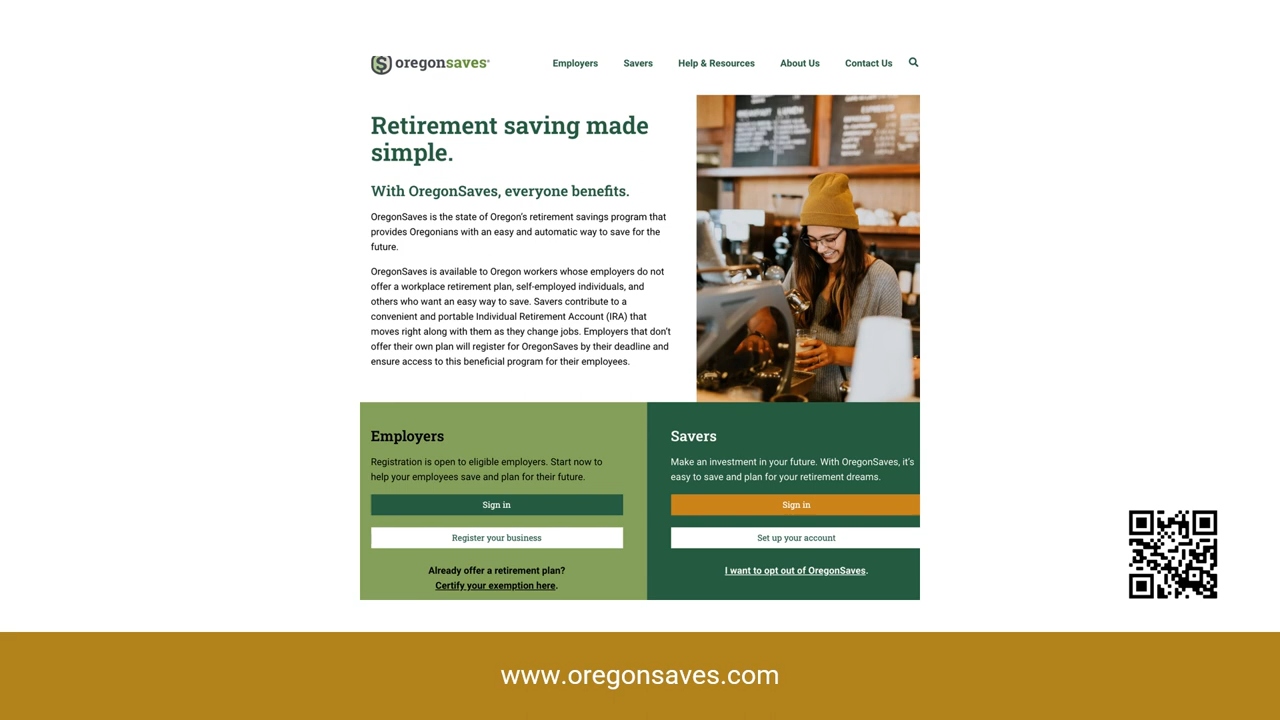 oregonsaves
Employers
Savers
Help & Resources
About Us
Contact Us
Retirement saving made
simple.
With OregonSaves, everyone benefits.
OregonSaves is the state of Oregon's retirement savings program that
provides Oregonians with an easy and automatic way to save for the
future.
OregonSaves is available to Oregon workers whose employers do not
offer a workplace retirement plan, self-employed individuals, and
others who want an easy way to save. Savers contribute to a
convenient and portable Individual Retirement Account (IRA) that
moves right along with them as they change jobs. Employers that don't
offer their own plan will register for OregonSaves by their deadline and
ensure access to this beneficial program for their employees.
Employers
Registration is open to eligible employers. Start now to
help your employees save and plan for their future.
Sign in
Register your business
Already offer a retirement plan?
Certify your exemption here.
Savers
Make an investment in your future. With OregonSaves, it's
easy to save and plan for your retirement dreams.
Sign in
Set up your account
I want to opt out of OregonSaves.
www.oregonsaves.com